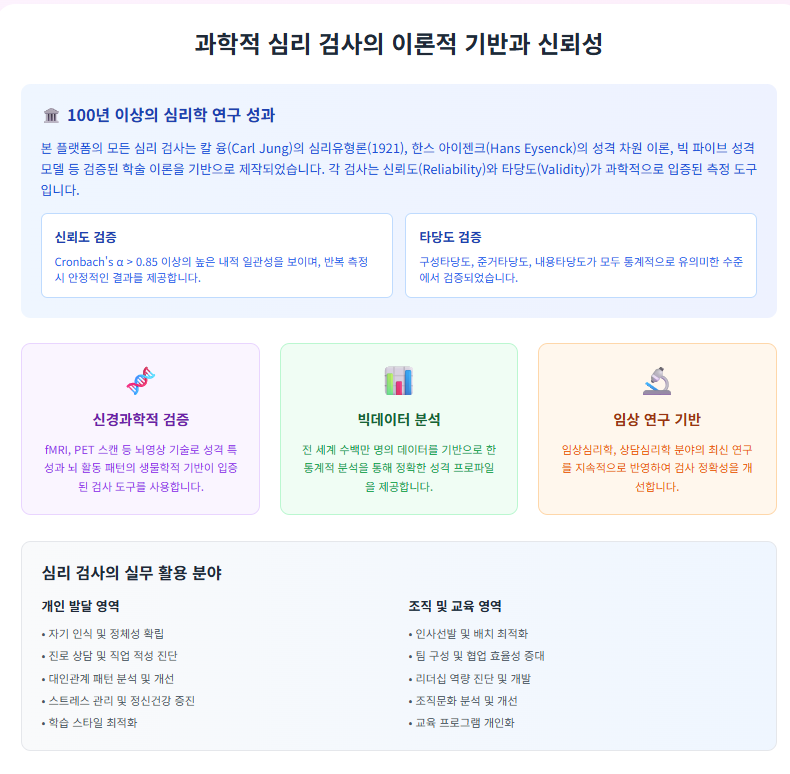 과학적 심리 검사의 이론적 기반과 신뢰성
100년 이상의 심리학 연구 성과
본 플랫폼의 모든 심리 검사는 칼 융(Carl Jung)의 심리유형론(1921), 한스 아이젠크(Hans Eysenck)의 성격 차원 이론, 빅 파이브 성격
모델 등 검증된 학술 이론을 기반으로 제작되었습니다. 각 검사는 신뢰도(Reliability)와 타당도(Validity)가 과학적으로 입증된 측정 도구
입니다.
신뢰도 검증
Cronbach's α > 0.85 이상의 높은 내적 일관성을 보이며, 반복 측정
시 안정적인 결과를 제공합니다.
타당도 검증
구성타당도, 준거타당도, 내용타당도가 모두 통계적으로 유의미한 수준
에서 검증되었습니다.
신경과학적 검증
fMRI, PET 스캔 등 뇌영상 기술로 성격 특
성과 뇌 활동 패턴의 생물학적 기반이 입증
된 검사 도구를 사용합니다.
빅데이터 분석
전 세계 수백만 명의 데이터를 기반으로 한
통계적 분석을 통해 정확한 성격 프로파일
을 제공합니다.
임상 연구 기반
임상심리학, 상담심리학 분야의 최신 연구
를 지속적으로 반영하여 검사 정확성을 개
선합니다.
심리 검사의 실무 활용 분야
개인 발달 영역
• 자기 인식 및 정체성 확립
• 진로 상담 및 직업 적성 진단
• 대인관계 패턴 분석 및 개선
• 스트레스 관리 및 정신건강 증진
• 학습 스타일 최적화
조직 및 교육 영역
• 인사선발 및 배치 최적화
• 팀 구성 및 협업 효율성 증대
• 리더십 역량 진단 및 개발
• 조직문화 분석 및 개선
• 교육 프로그램 개인화